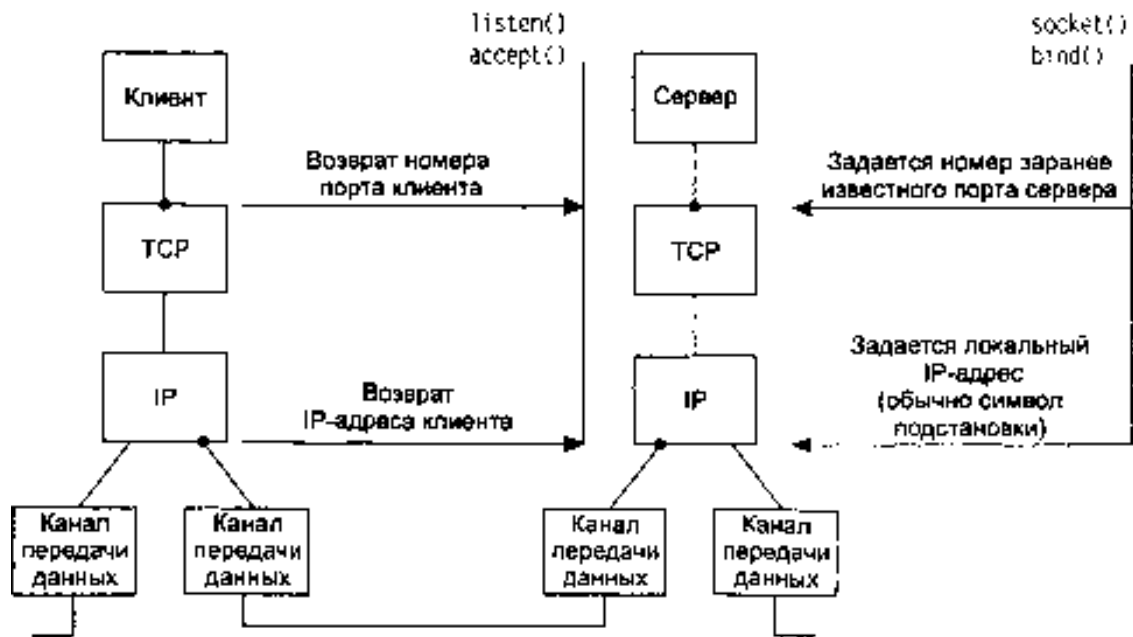 listen()
accept()
socket()
bind()
Клиент
Сервер
Возврат номера
порта клиента
Задается номер заранее
известного порта сервера
TCP
TCP
Задается локальный
IP-адрес
(обычно символ
подстановки)
IP
Возврат
IP-адреса клиента
IP
Канал
передачи
данных
Канал
передачи
данных
Канал
передачи
данных
Канал
передачи
данных